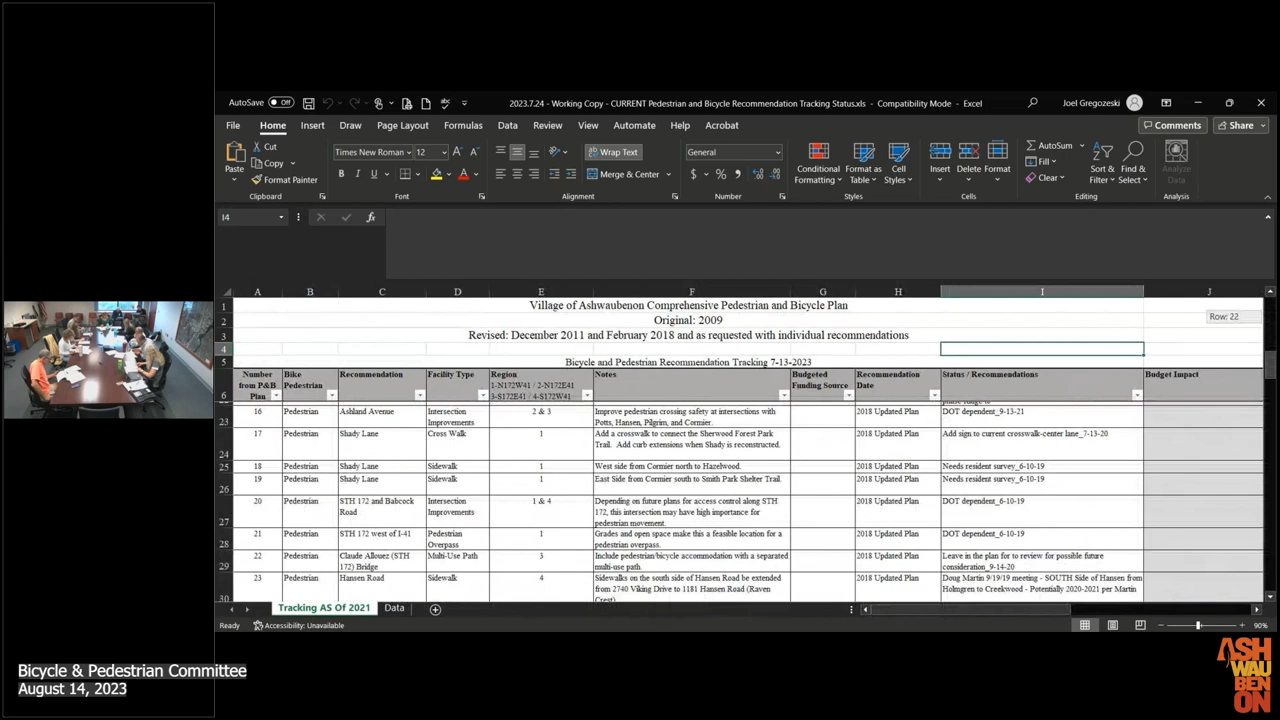 AutoSave Off 2023.7.24 - Working Copy - CURRENT Pedestrian and Bicycle Recommendation Tracking Status.xls - Compatibility Mode - Excel Joel Gregozeski
File Home Insert Draw Page Layout Formulas Data Review View Automate Help Acrobat Comments Share
Paste Cut Copy Format Painter Clipboard
Times New Roman 12 B I U A Font
ab Wrap Text Merge & Center Alignment
General $ % , Number
Conditional Formatting Format as Table Cell Styles Styles
Insert Delete Format Cells
AutoSum Fill Clear Sort & Filter Find & Select Editing
Analyze Data Analysis
I4 fx
A B C D E F G H I J
1 Village of Ashwaubenon Comprehensive Pedestrian and Bicycle Plan
2 Original: 2009
3 Revised: December 2011 and February 2018 and as requested with individual recommendations
4
5 Bicycle and Pedestrian Recommendation Tracking 7-13-2023
Row: 22
6 Number from P&B Plan Bike Pedestrian Recommendation Facility Type Region 1-N172W41 / 2-N172E41 3-S172E41 / 4-S172W41 Notes Budgeted Funding Source Recommendation Date Status / Recommendations Budget Impact
23 16 Pedestrian Ashland Avenue Intersection Improvements 2 & 3 Improve pedestrian crossing safety at intersections with Potts, Hansen, Pilgrim, and Cormier. 2018 Updated Plan DOT dependent_9-13-21
24 17 Pedestrian Shady Lane Cross Walk 1 Add a crosswalk to connect the Sherwood Forest Park Trail. Add curb extensions when Shady is reconstructed. 2018 Updated Plan Add sign to current crosswalk-center lane_7-13-20
25 18 Pedestrian Shady Lane Sidewalk 1 West side from Cormier north to Hazelwood. 2018 Updated Plan Needs resident survey_6-10-19
26 19 Pedestrian Shady Lane Sidewalk 1 East Side from Cormier south to Smith Park Shelter Trail. 2018 Updated Plan Needs resident survey_6-10-19
27 20 Pedestrian STH 172 and Babcock Road Intersection Improvements 1 & 4 Depending on future plans for access control along STH 172, this intersection may have high importance for pedestrian movement. 2018 Updated Plan DOT dependent_6-10-19
28 21 Pedestrian STH 172 west of I-41 Pedestrian Overpass 1 Grades and open space make this a feasible location for a pedestrian overpass. 2018 Updated Plan DOT dependent_6-10-19
29 22 Pedestrian Claude Allouez (STH 172) Bridge Multi-Use Path 3 Include pedestrian/bicycle accommodation with a separated multi-use path. 2018 Updated Plan Leave in the plan for to review for possible future consideration_9-14-20
30 23 Pedestrian Hansen Road Sidewalk 4 Sidewalks on the south side of Hansen Road be extended from 2740 Viking Drive to 1181 Hansen Road (Raven Crest) 2018 Updated Plan Doug Martin 9/19/19 meeting - SOUTH Side of Hansen from Holmgren to Creekwood - Potentially 2020-2021 per Martin
Tracking AS Of 2021 Data
Ready Accessibility: Unavailable 90%
Bicycle & Pedestrian Committee
August 14, 2023
ASH
WAU
BEN
ON